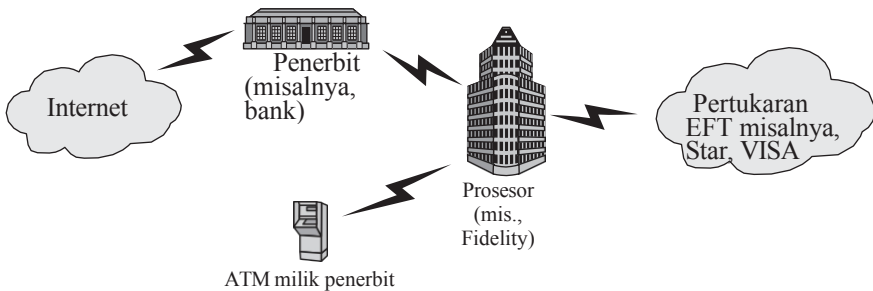 Internet
Penerbit
(misalnya,
bank)
Pertukaran
EFT misalnya,
Star, VISA
Prosesor
(mis.,
Fidelity)
ATM milik penerbit